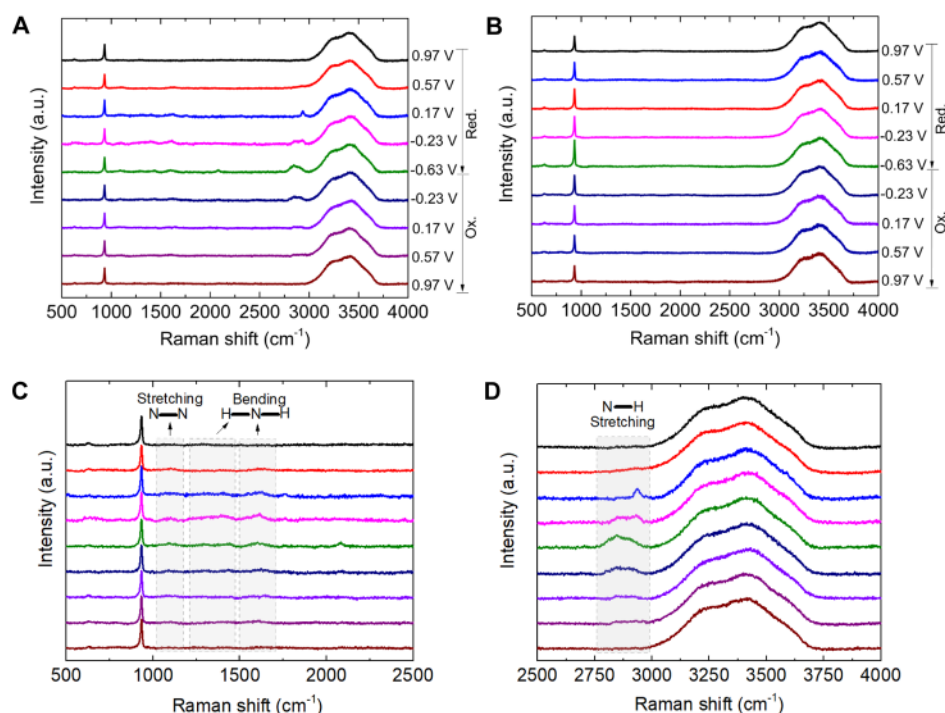 A
Intensity (a.u.)
0.97 V
0.57 V
0.17 V
-0.23 V
-0.63 V
-0.23 V
0.17 V
0.57 V
0.97 V
Red.
Ox.
500 1000 1500 2000 2500 3000 3500 4000
Raman shift (cm⁻¹)
B
Intensity (a.u.)
0.97 V
0.57 V
0.17 V
-0.23 V
-0.63 V
-0.23 V
0.17 V
0.57 V
0.97 V
Red.
Ox.
500 1000 1500 2000 2500 3000 3500 4000
Raman shift (cm⁻¹)
C
Intensity (a.u.)
Stretching Bending
N—N H—N—H
500 1000 1500 2000 2500
Raman shift (cm⁻¹)
D
Intensity (a.u.)
N—H
Stretching
2500 2750 3000 3250 3500 3750 4000
Raman shift (cm⁻¹)